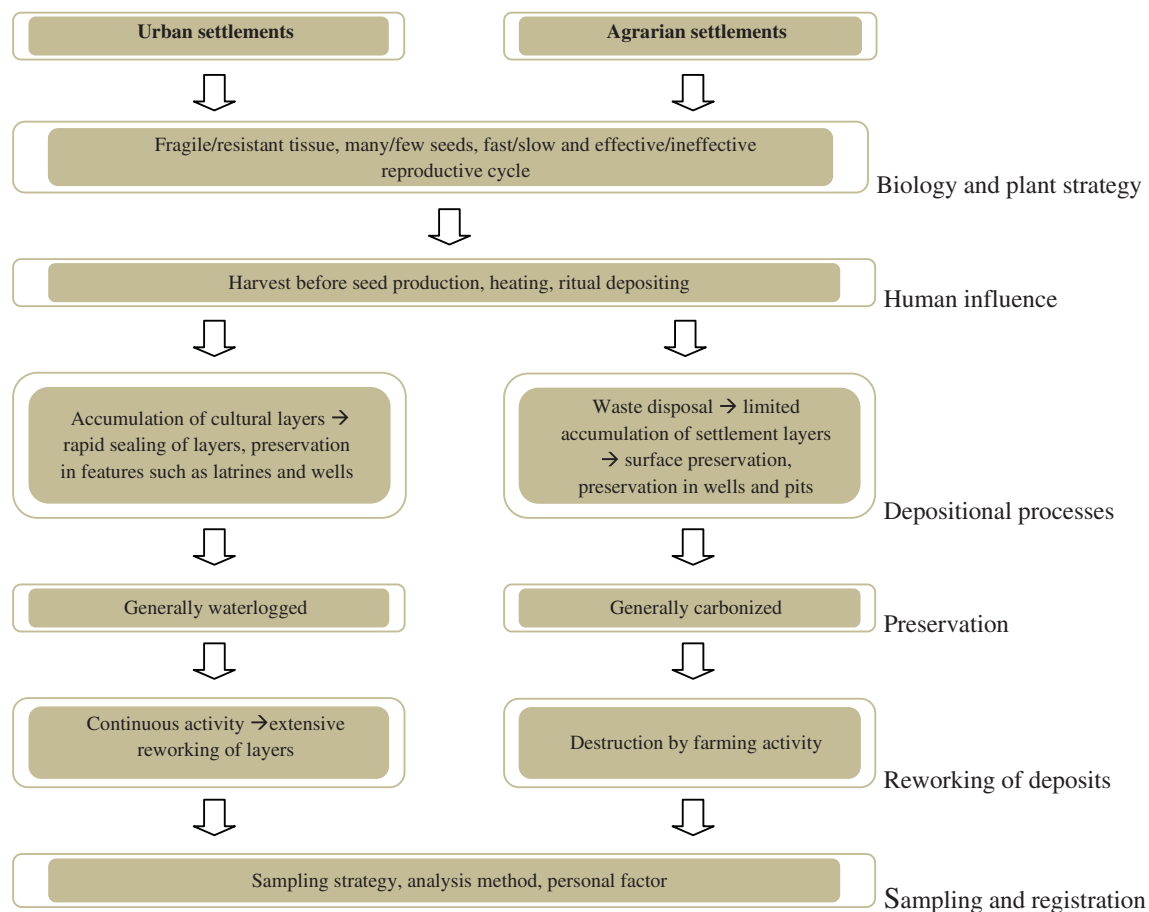 Urban settlements
Agrarian settlements
Fragile/resistant tissue, many/few seeds, fast/slow and effective/ineffective
reproductive cycle
Biology and plant strategy
Harvest before seed production, heating, ritual depositing
Human influence
Accumulation of cultural layers →
rapid sealing of layers, preservation
in features such as latrines and wells
Waste disposal → limited
accumulation of settlement layers
→ surface preservation,
preservation in wells and pits
Depositional processes
Generally waterlogged
Generally carbonized
Preservation
Continuous activity →extensive
reworking of layers
Destruction by farming activity
Reworking of deposits
Sampling strategy, analysis method, personal factor
Sampling and registration